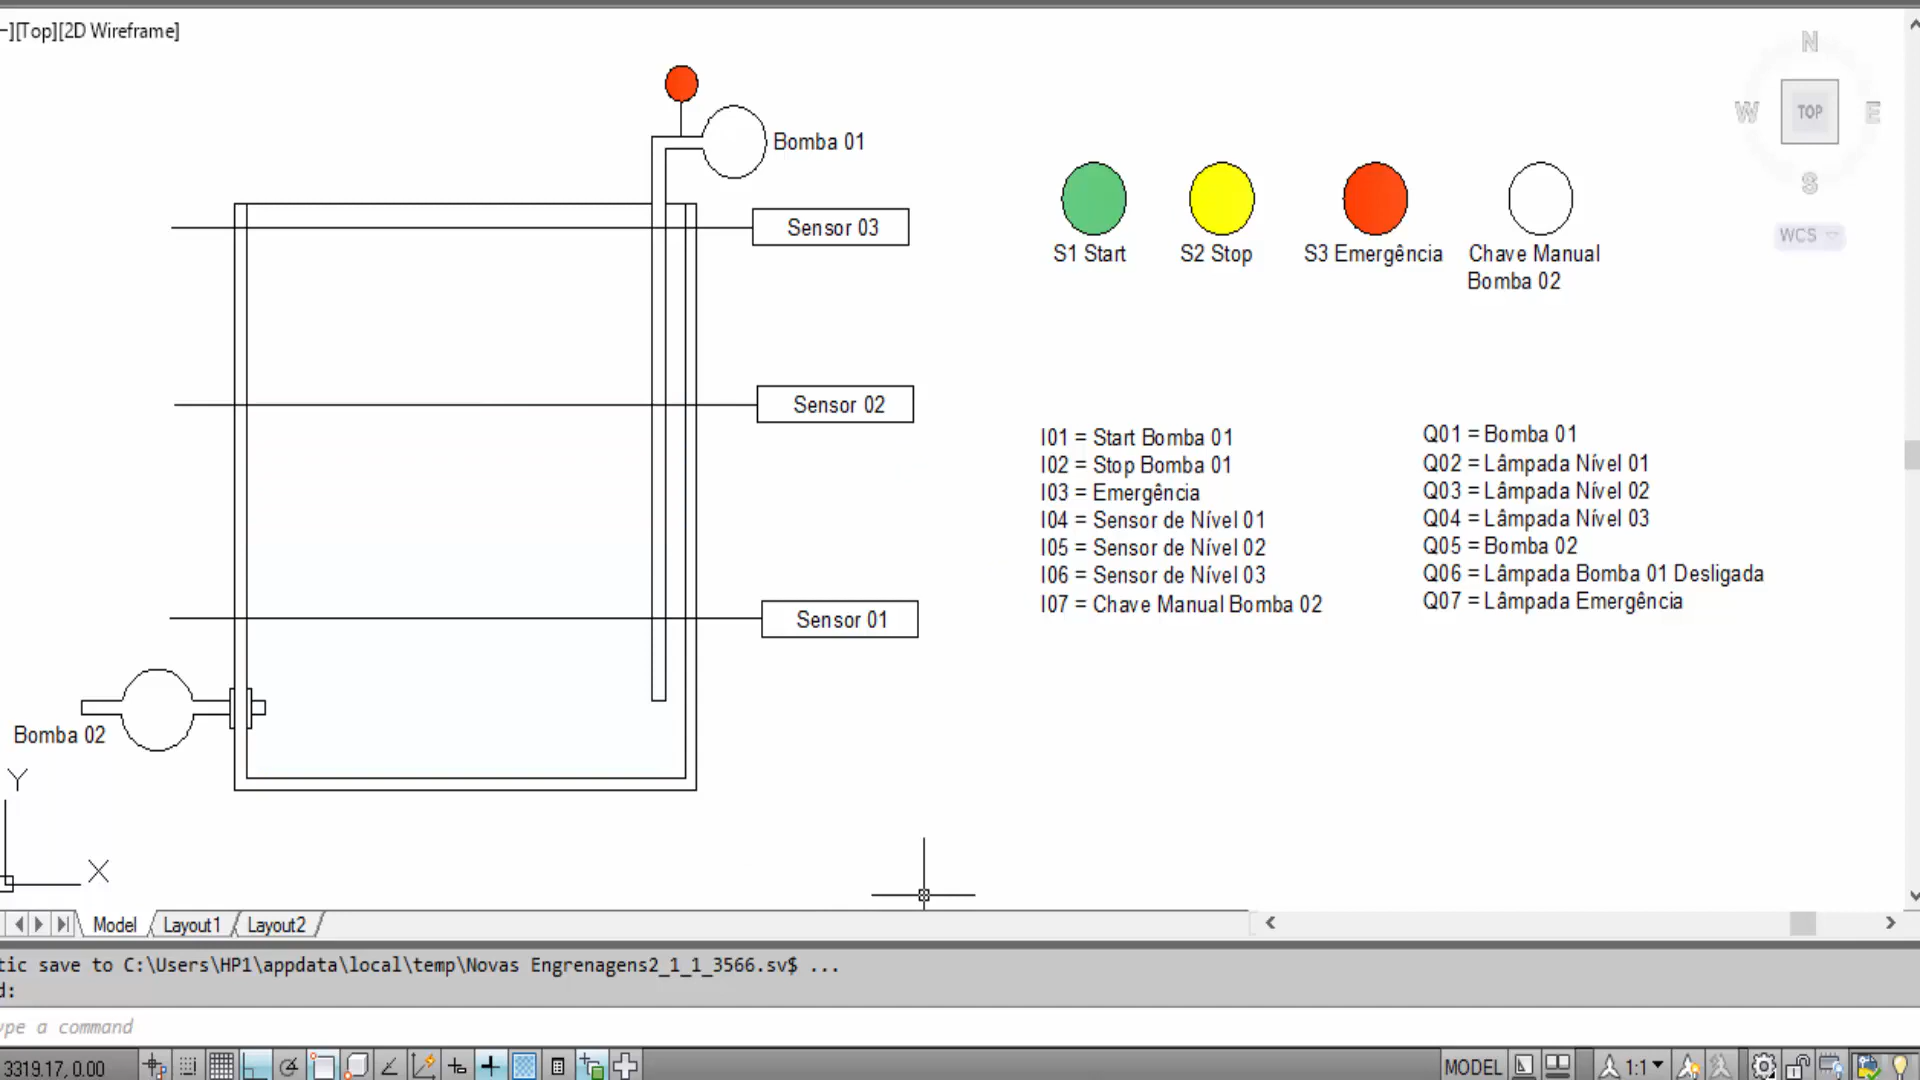 ][Top][2D Wireframe]
N
W
TOP
E
S
WCS
Bomba 01
Sensor 03
S1 Start
S2 Stop
S3 Emergência
Chave Manual
Bomba 02
Sensor 02
I01 = Start Bomba 01
I02 = Stop Bomba 01
I03 = Emergência
I04 = Sensor de Nível 01
I05 = Sensor de Nível 02
I06 = Sensor de Nível 03
I07 = Chave Manual Bomba 02
Q01 = Bomba 01
Q02 = Lâmpada Nível 01
Q03 = Lâmpada Nível 02
Q04 = Lâmpada Nível 03
Q05 = Bomba 02
Q06 = Lâmpada Bomba 01 Desligada
Q07 = Lâmpada Emergência
Sensor 01
Bomba 02
Y
X
Model
Layout1
Layout2
tic save to C:\Users\HP1\appdata\local\temp\Novas Engrenagens2_1_1_3566.sv$ ...
d:
ype a command
3319.17, 0.00
MODEL
1:1